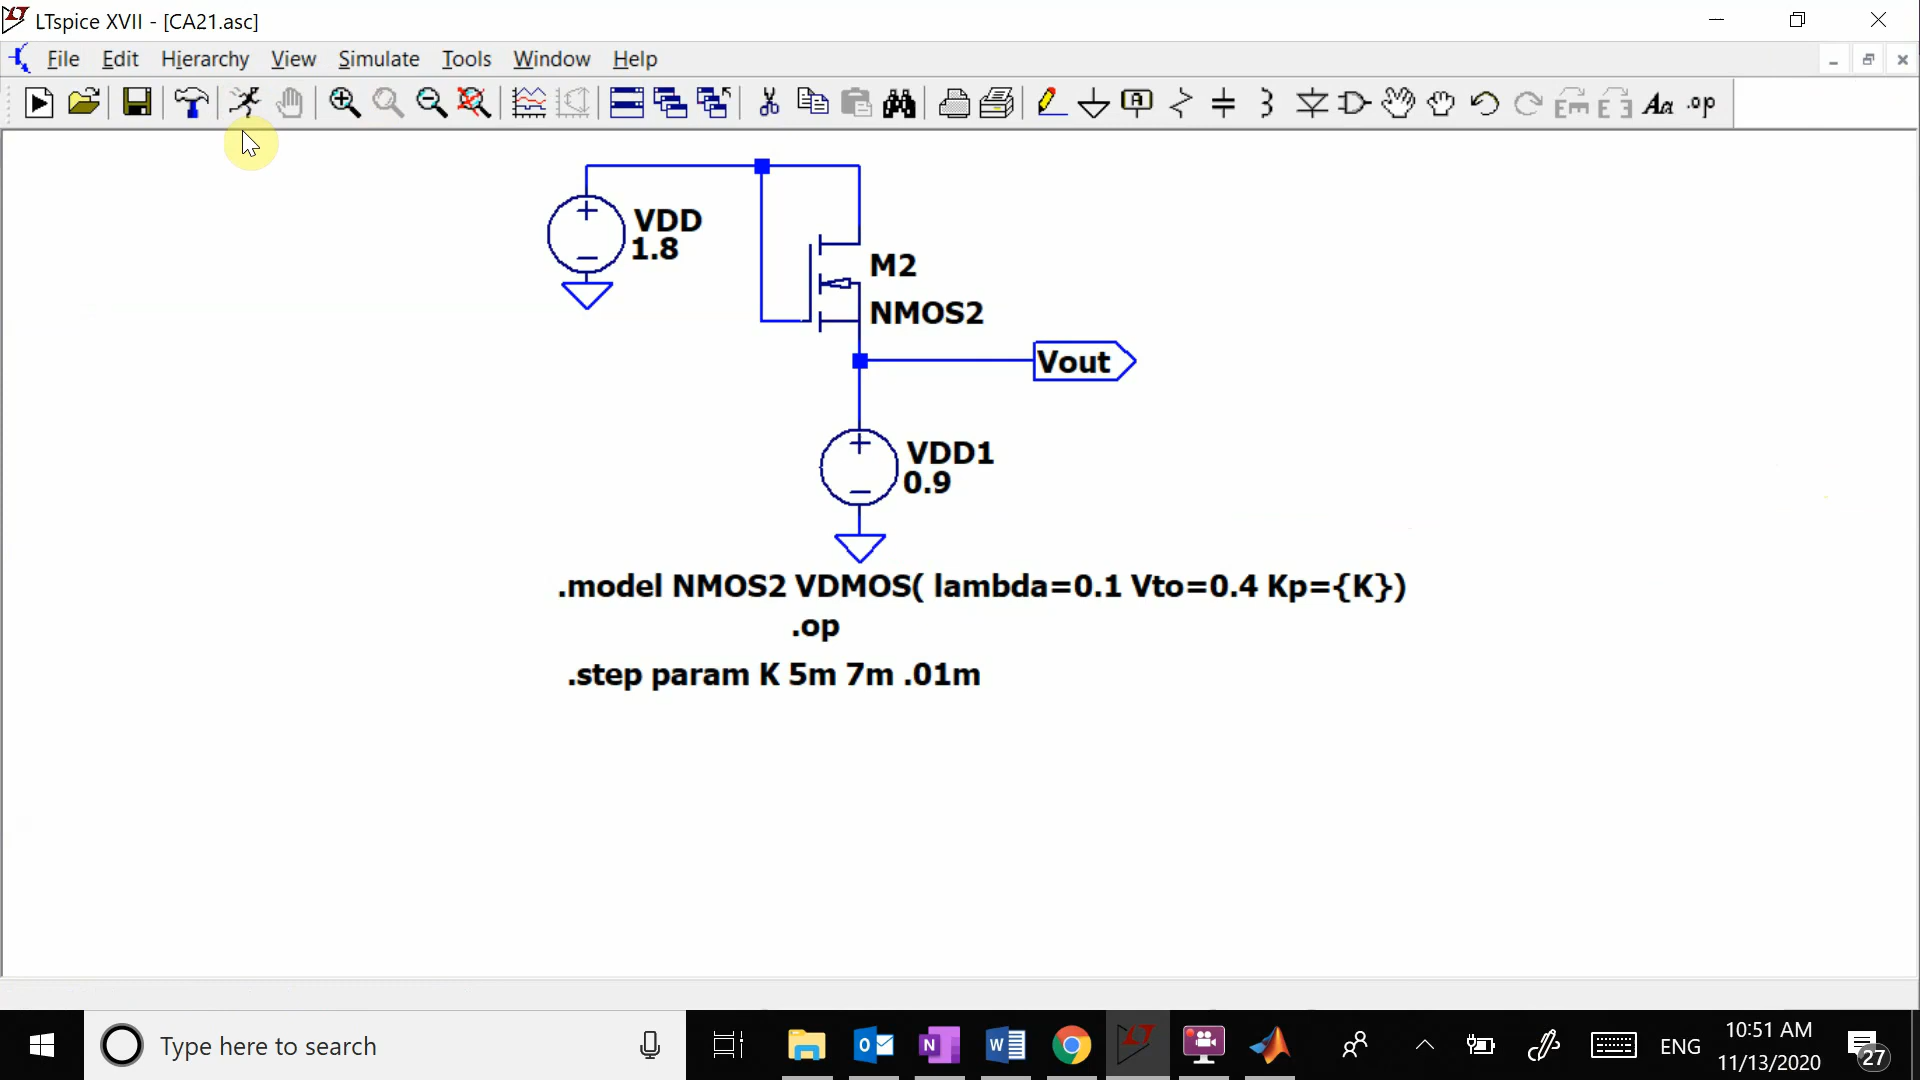 LTspice XVII - [CA21.asc]
File Edit Hierarchy View Simulate Tools Window Help
A
Aa .op
VDD
1.8
M2
NMOS2
Vout
VDD1
0.9
.model NMOS2 VDMOS( lambda=0.1 Vto=0.4 Kp={K})
.op
.step param K 5m 7m .01m
Type here to search
ENG
10:51 AM
11/13/2020
27